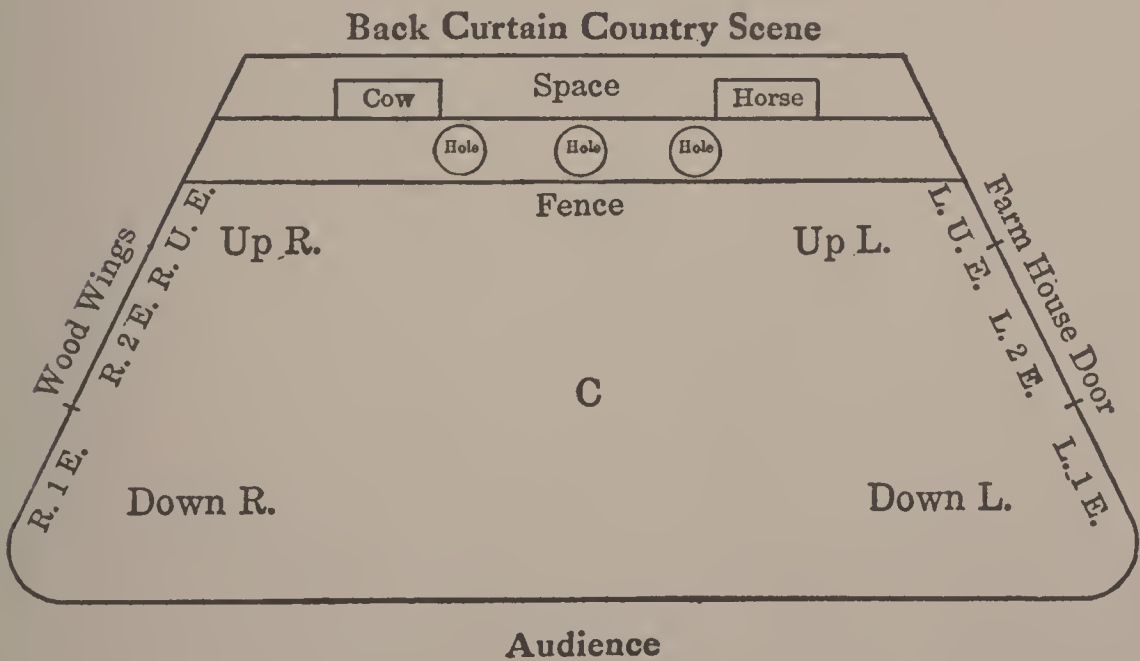 Back Curtain Country Scene
Space
Cow
Horse
Hole
Hole
Hole
Fence
Wood Wings
R. U. E.
Up R.
Up L.
L. U. E.
Farm House Door
R. 2 E.
L. 2 E.
C
R. 1 E.
Down R.
Down L.
L. 1 E.
Audience